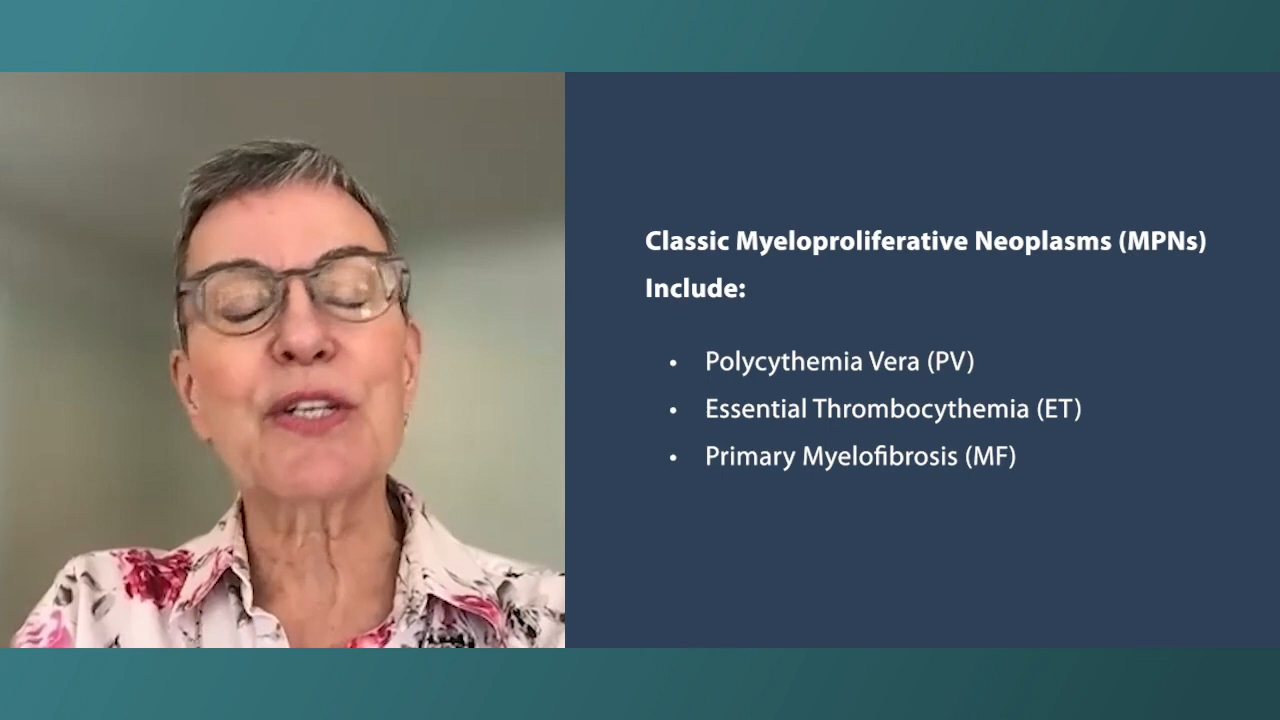 Classic Myeloproliferative Neoplasms (MPNs)
Include:
• Polycythemia Vera (PV)
• Essential Thrombocythemia (ET)
• Primary Myelofibrosis (MF)